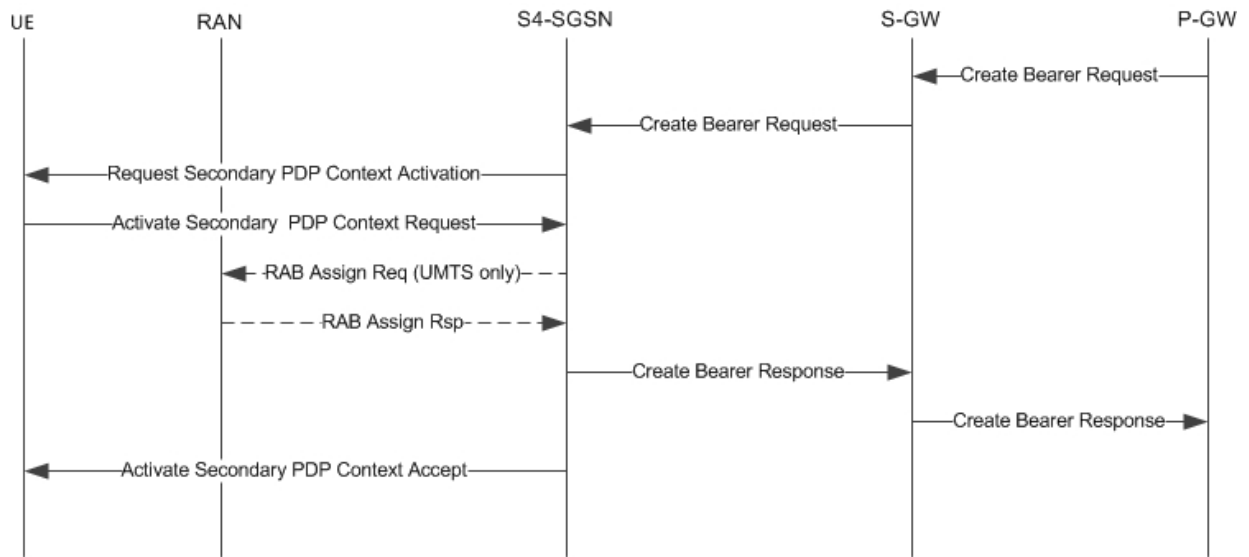 UE RAN S4-SGSN S-GW P-GW
Create Bearer Request
Create Bearer Request
Request Secondary PDP Context Activation
Activate Secondary PDP Context Request
RAB Assign Req (UMTS only)
RAB Assign Rsp
Create Bearer Response
Create Bearer Response
Activate Secondary PDP Context Accept